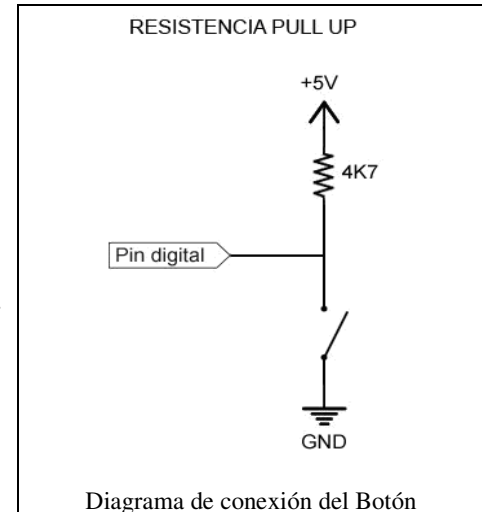 RESISTENCIA PULL UP
+5V
4K7
Pin digital
GND
Diagrama de conexión del Botón